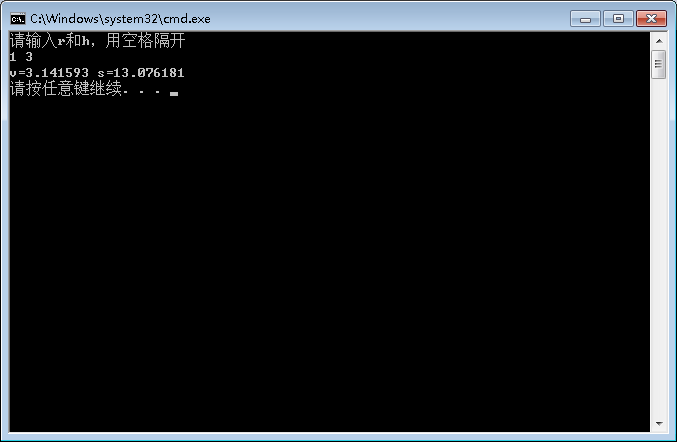 C:\Windows\system32\cmd.exe
请输入r和h，用空格隔开
1 3
v=3.141593 s=13.076181
请按任意键继续. . .